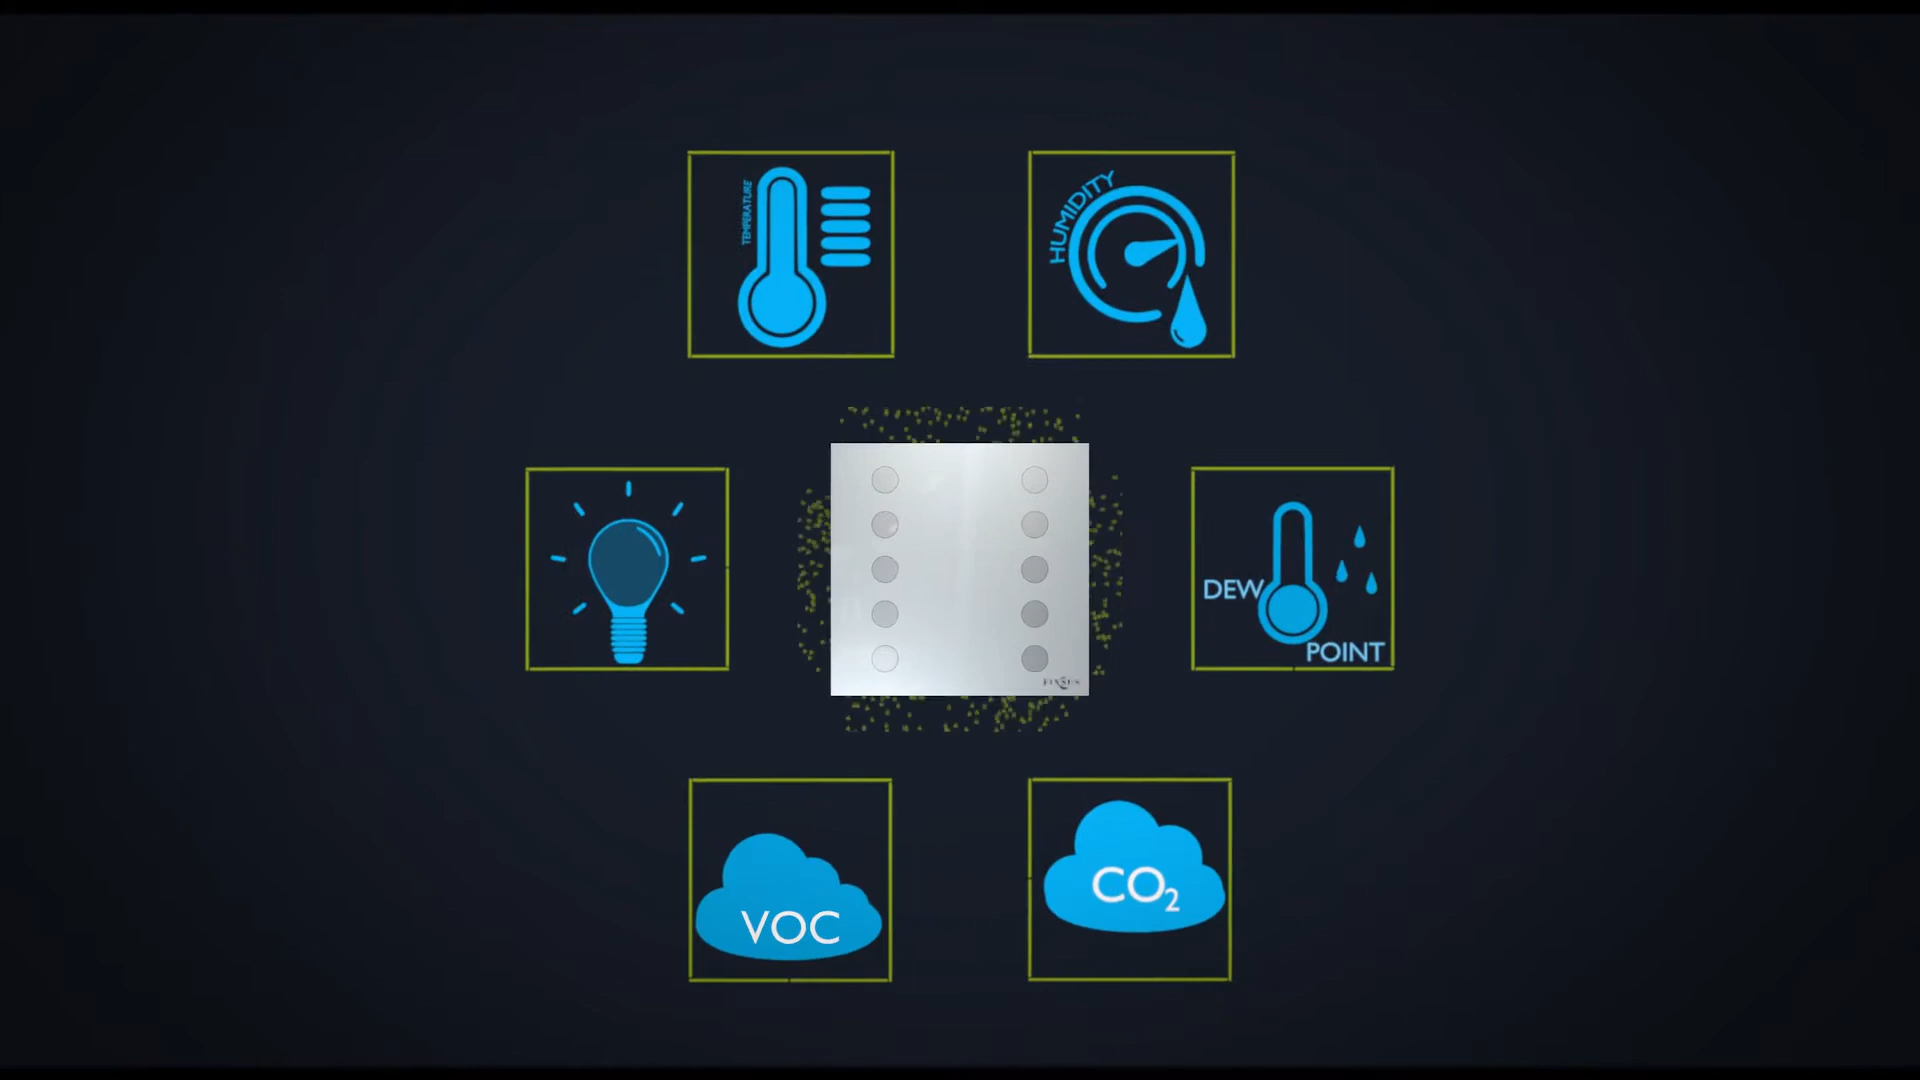 TEMPERATURE
HUMIDITY
DEW
POINT
VOC
CO₂